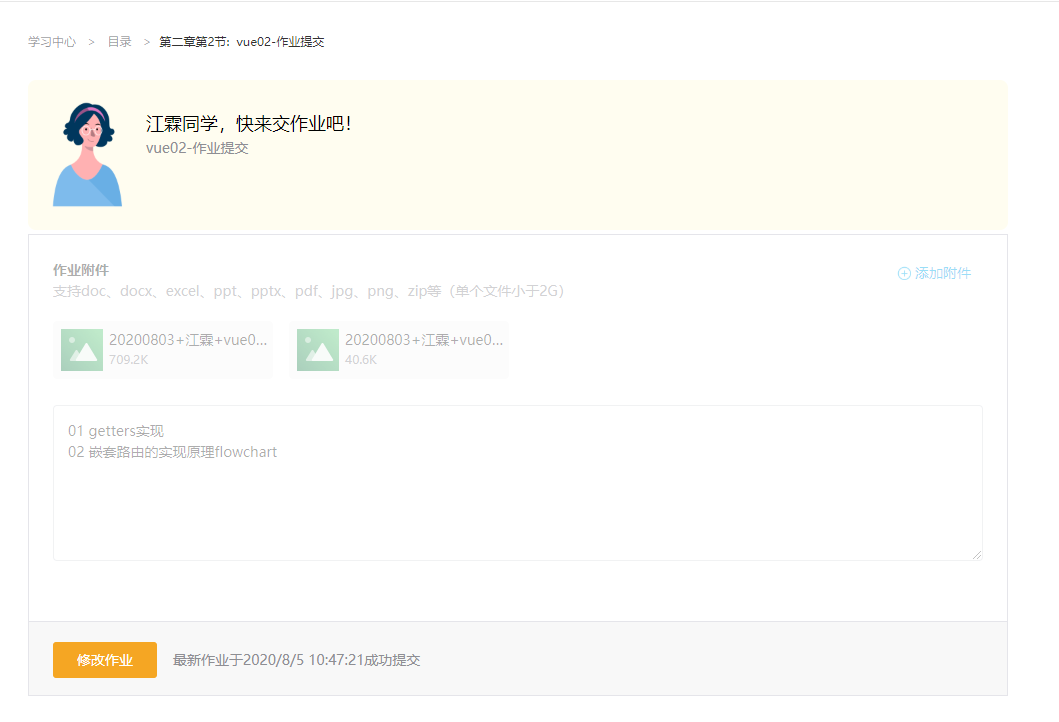 学习中心 > 目录 > 第二章第2节：vue02-作业提交
江霖同学，快来交作业吧！
vue02-作业提交
作业附件
添加附件
支持doc、docx、excel、ppt、pptx、pdf、jpg、png、zip等（单个文件小于2G）
20200803+江霖+vue0...
709.2K
20200803+江霖+vue0...
40.6K
01 getters实现
02 嵌套路由的实现原理flowchart
修改作业
最新作业于2020/8/5 10:47:21成功提交